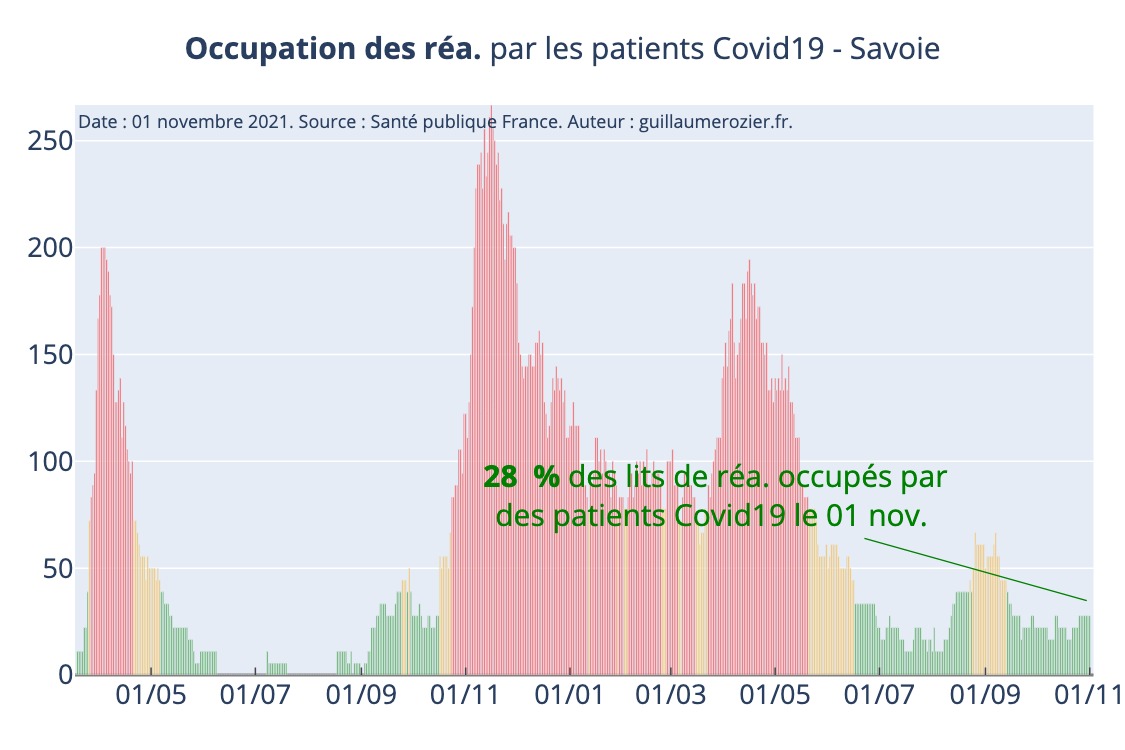 Occupation des réa. par les patients Covid19 - Savoie
Date : 01 novembre 2021. Source : Santé publique France. Auteur : guillaumerozier.fr.
250
200
150
100
50
0
28 % des lits de réa. occupés par
des patients Covid19 le 01 nov.
01/05 01/07 01/09 01/11 01/01 01/03 01/05 01/07 01/09 01/11